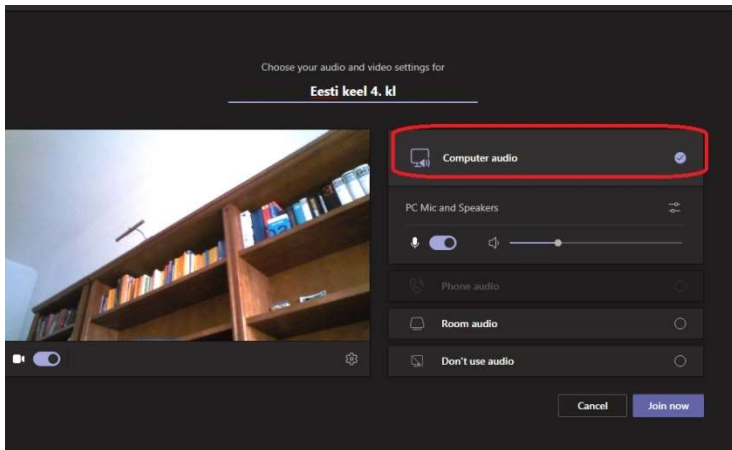 Choose your audio and video settings for
Eesti keel 4. kl
Computer audio
PC Mic and Speakers
Phone audio
Room audio
Don't use audio
Cancel
Join now